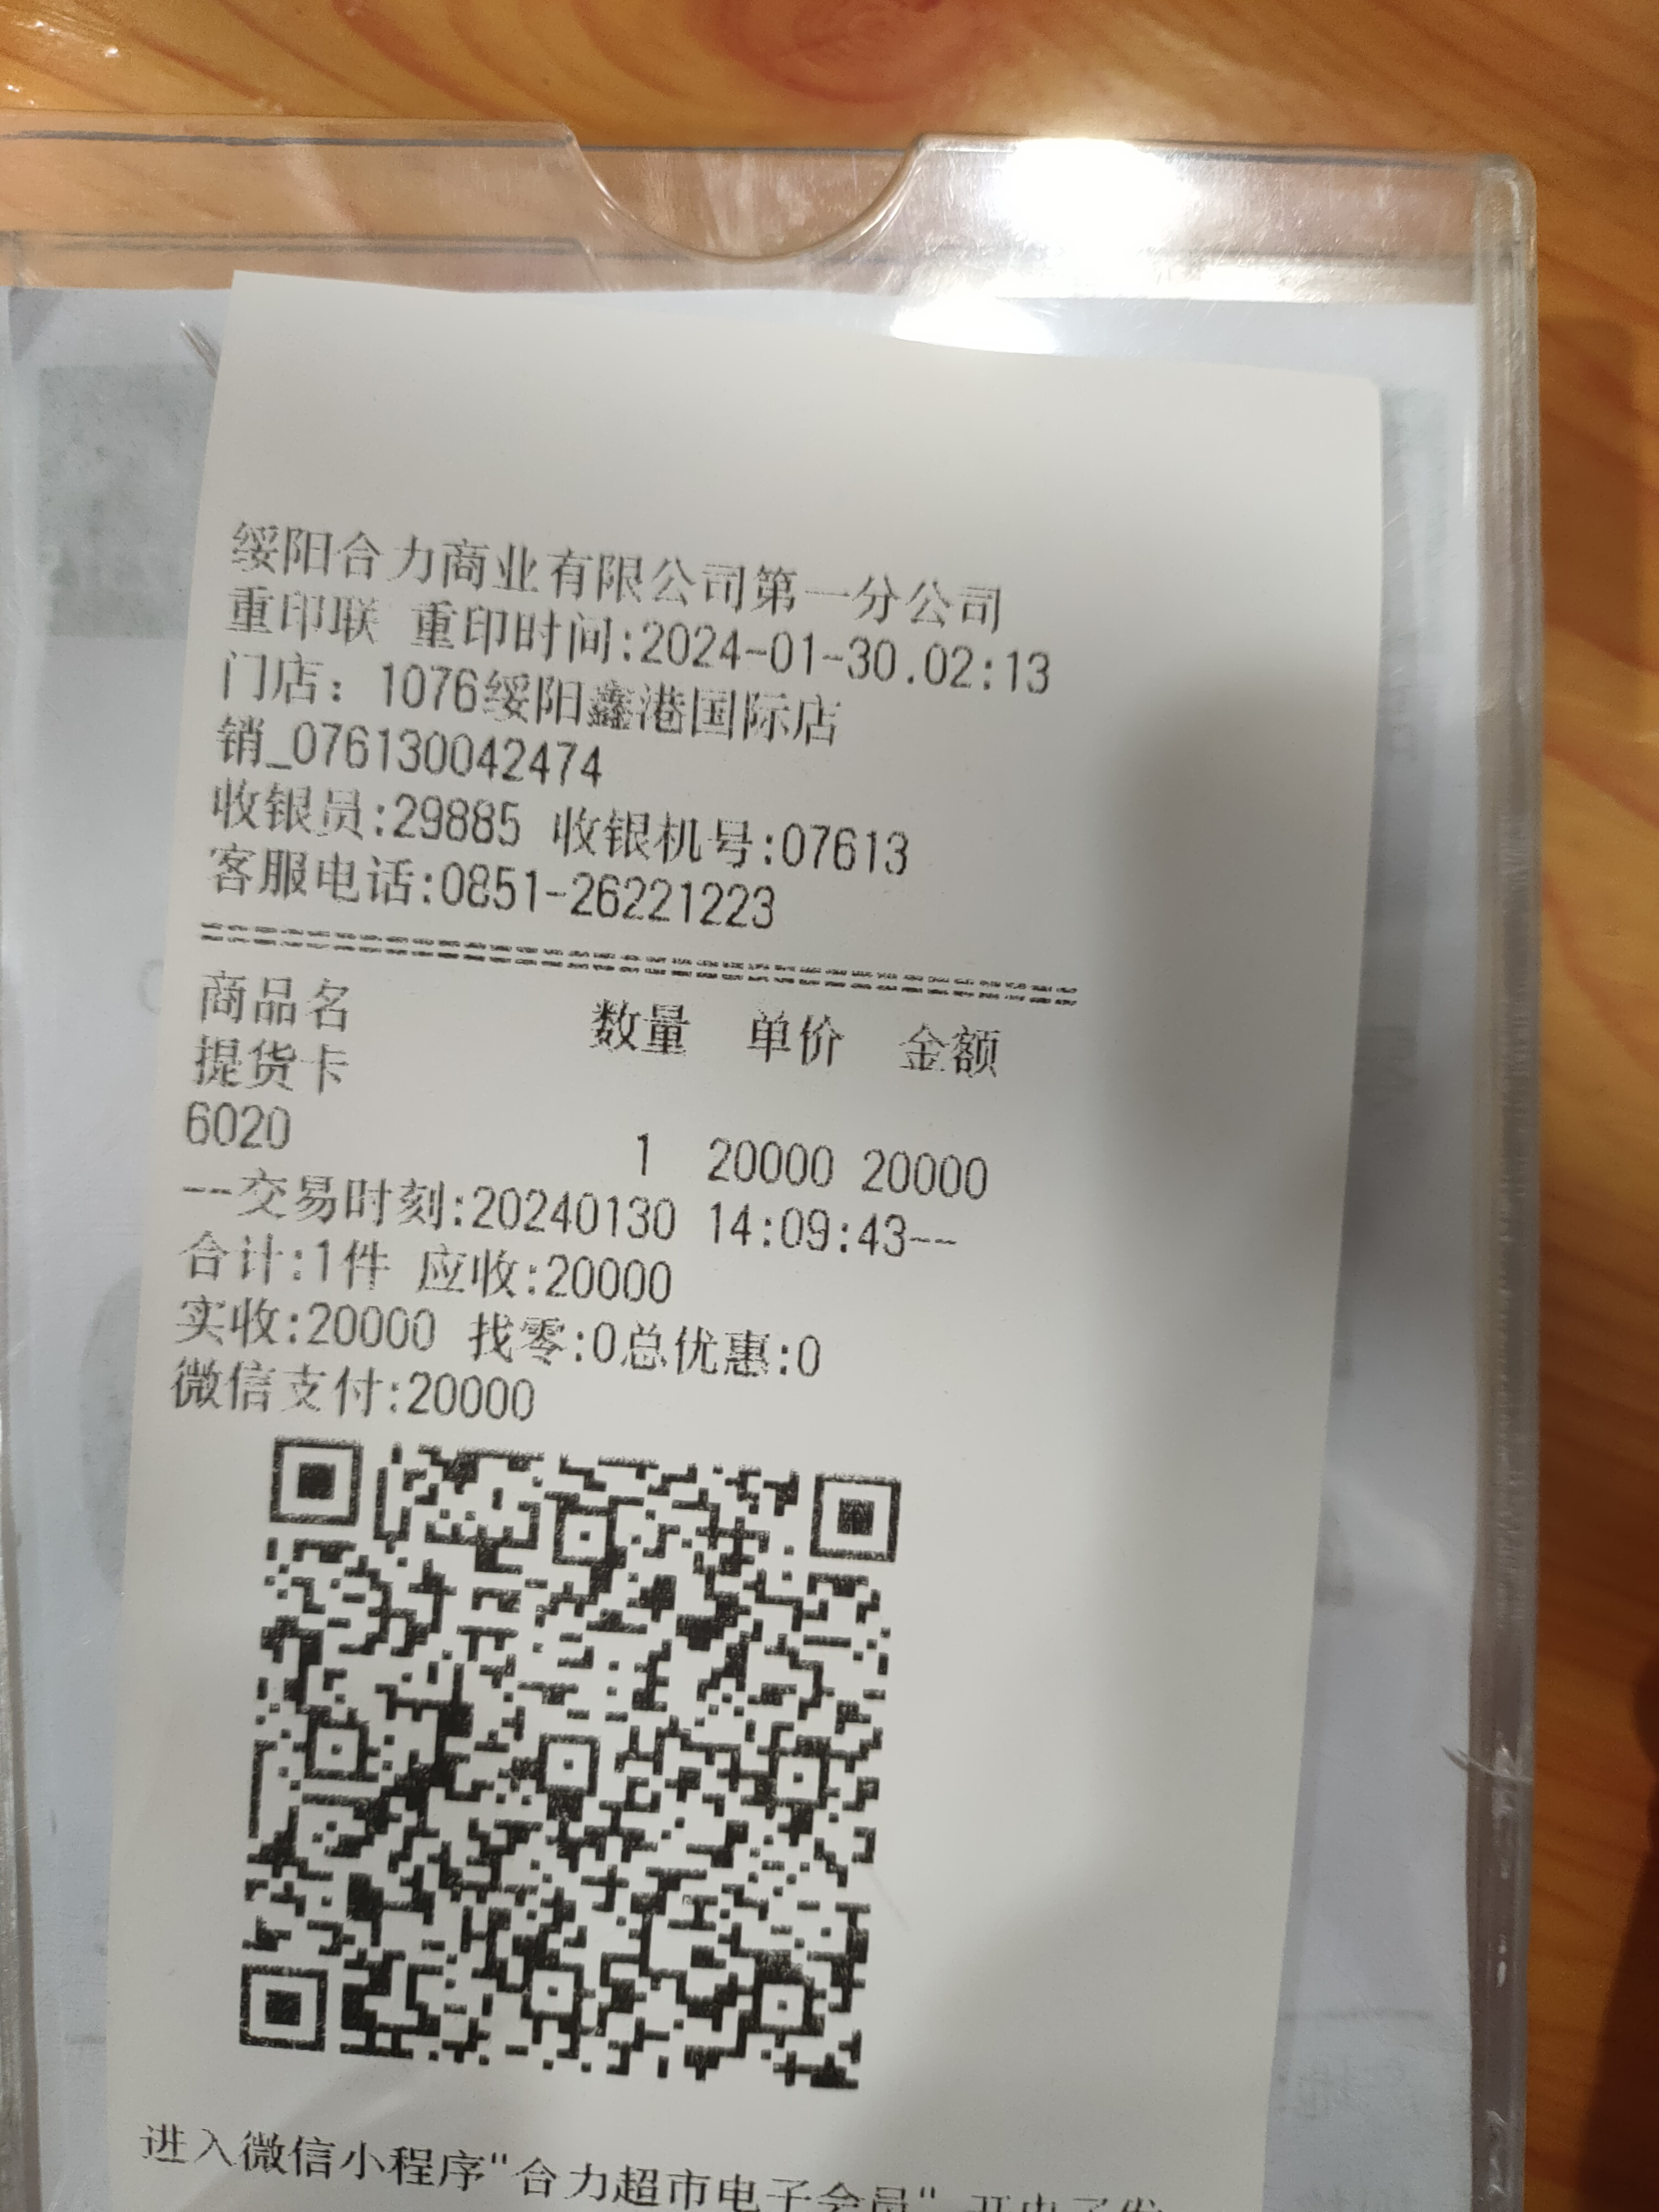 绥阳合力商业有限公司第一分公司
重印联 重印时间:2024-01-30.02:13
门店：1076绥阳鑫港国际店
销_076130042474
收银员:29885 收银机号:07613
客服电话:0851-26221223
商品名 数量 单价 金额
提货卡
6020 1 20000 20000
--交易时刻:20240130 14:09:43--
合计:1件 应收:20000
实收:20000 找零:0总优惠:0
微信支付:20000
进入微信小程序"合力超市电子会员"